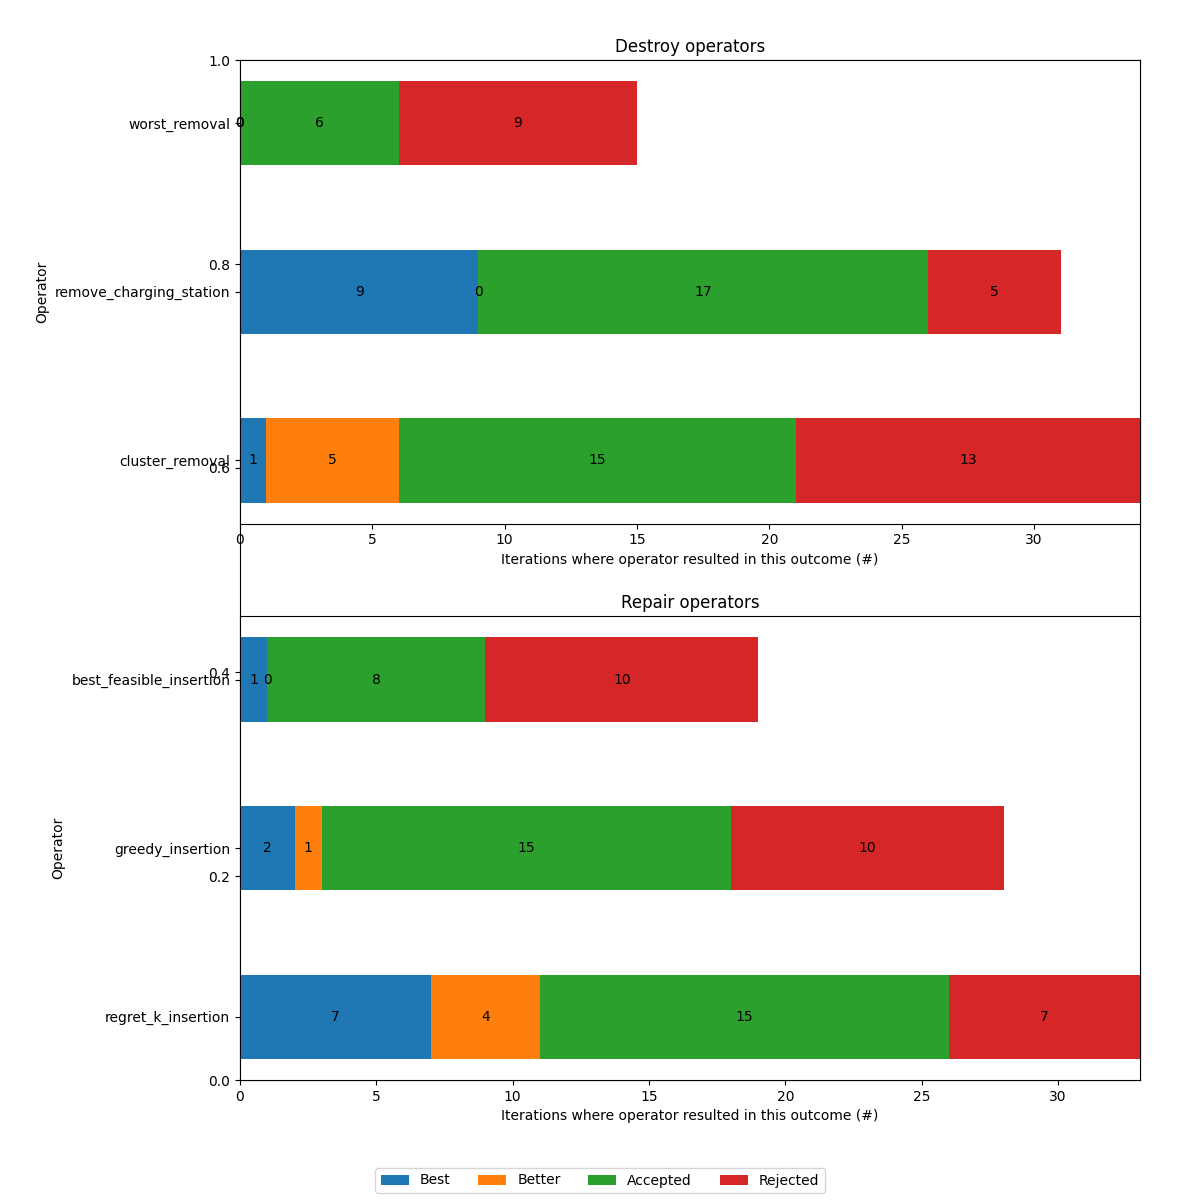 Destroy operators
1.0
worst_removal 0 0 6 9
0.8
Operator
remove_charging_station 9 0 17 5
cluster_removal 1 5 15 13
0.6
0 5 10 15 20 25 30
Iterations where operator resulted in this outcome (#)
Repair operators
0.4
best_feasible_insertion 1 0 8 10
Operator
greedy_insertion 2 1 15 10
0.2
regret_k_insertion 7 4 15 7
0.0
0 5 10 15 20 25 30
Iterations where operator resulted in this outcome (#)
Best Better Accepted Rejected